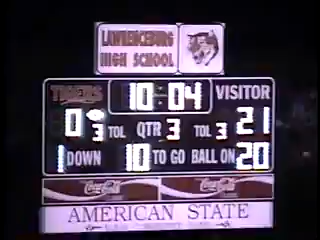 LAWRENCEBURG
HIGH SCHOOL
TIGERS 10:04 VISITOR
0 3 TOL QTR 3 TOL 3 21
1 DOWN 10 TO GO BALL ON 20
Coca-Cola Coca-Cola
AMERICAN STATE